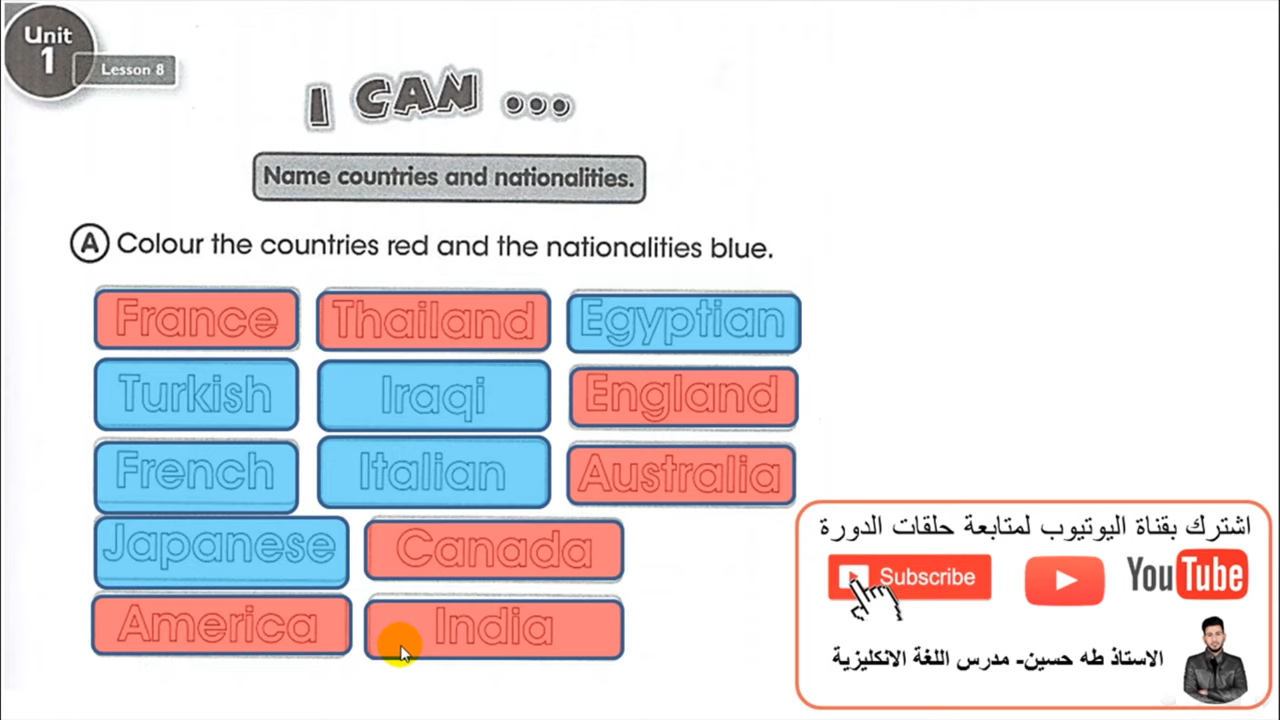 Unit
1
Lesson 8
I CAN ...
Name countries and nationalities.
A Colour the countries red and the nationalities blue.
France Thailand Egyptian
Turkish Iraqi England
French Italian Australia
Japanese Canada
America India
اشترك بقناة اليوتيوب لمتابعة حلقات الدورة
Subscribe YouTube
الاستاذ طه حسين- مدرس اللغة الانكليزية